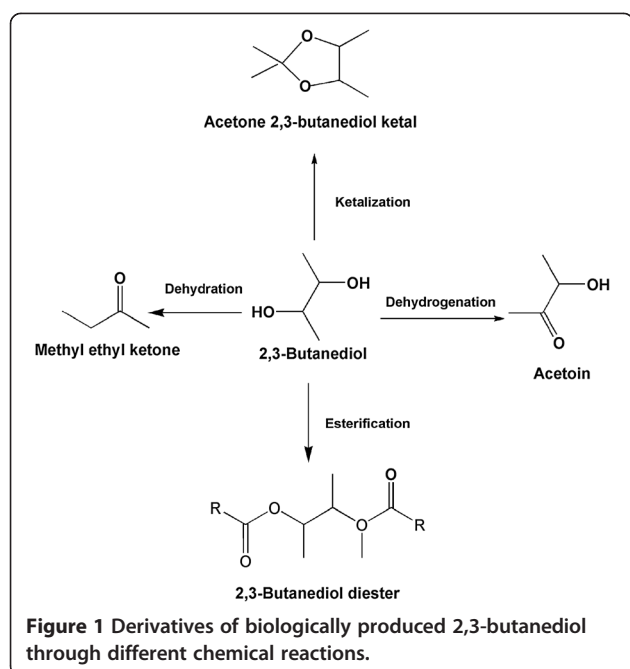 O
O
Acetone 2,3-butanediol ketal
Ketalization
O
Methyl ethyl ketone
Dehydration
OH
HO
2,3-Butanediol
Dehydrogenation
OH
O
Acetoin
Esterification
R
O
O
O
O
R
2,3-Butanediol diester
Figure 1 Derivatives of biologically produced 2,3-butanediol
through different chemical reactions.